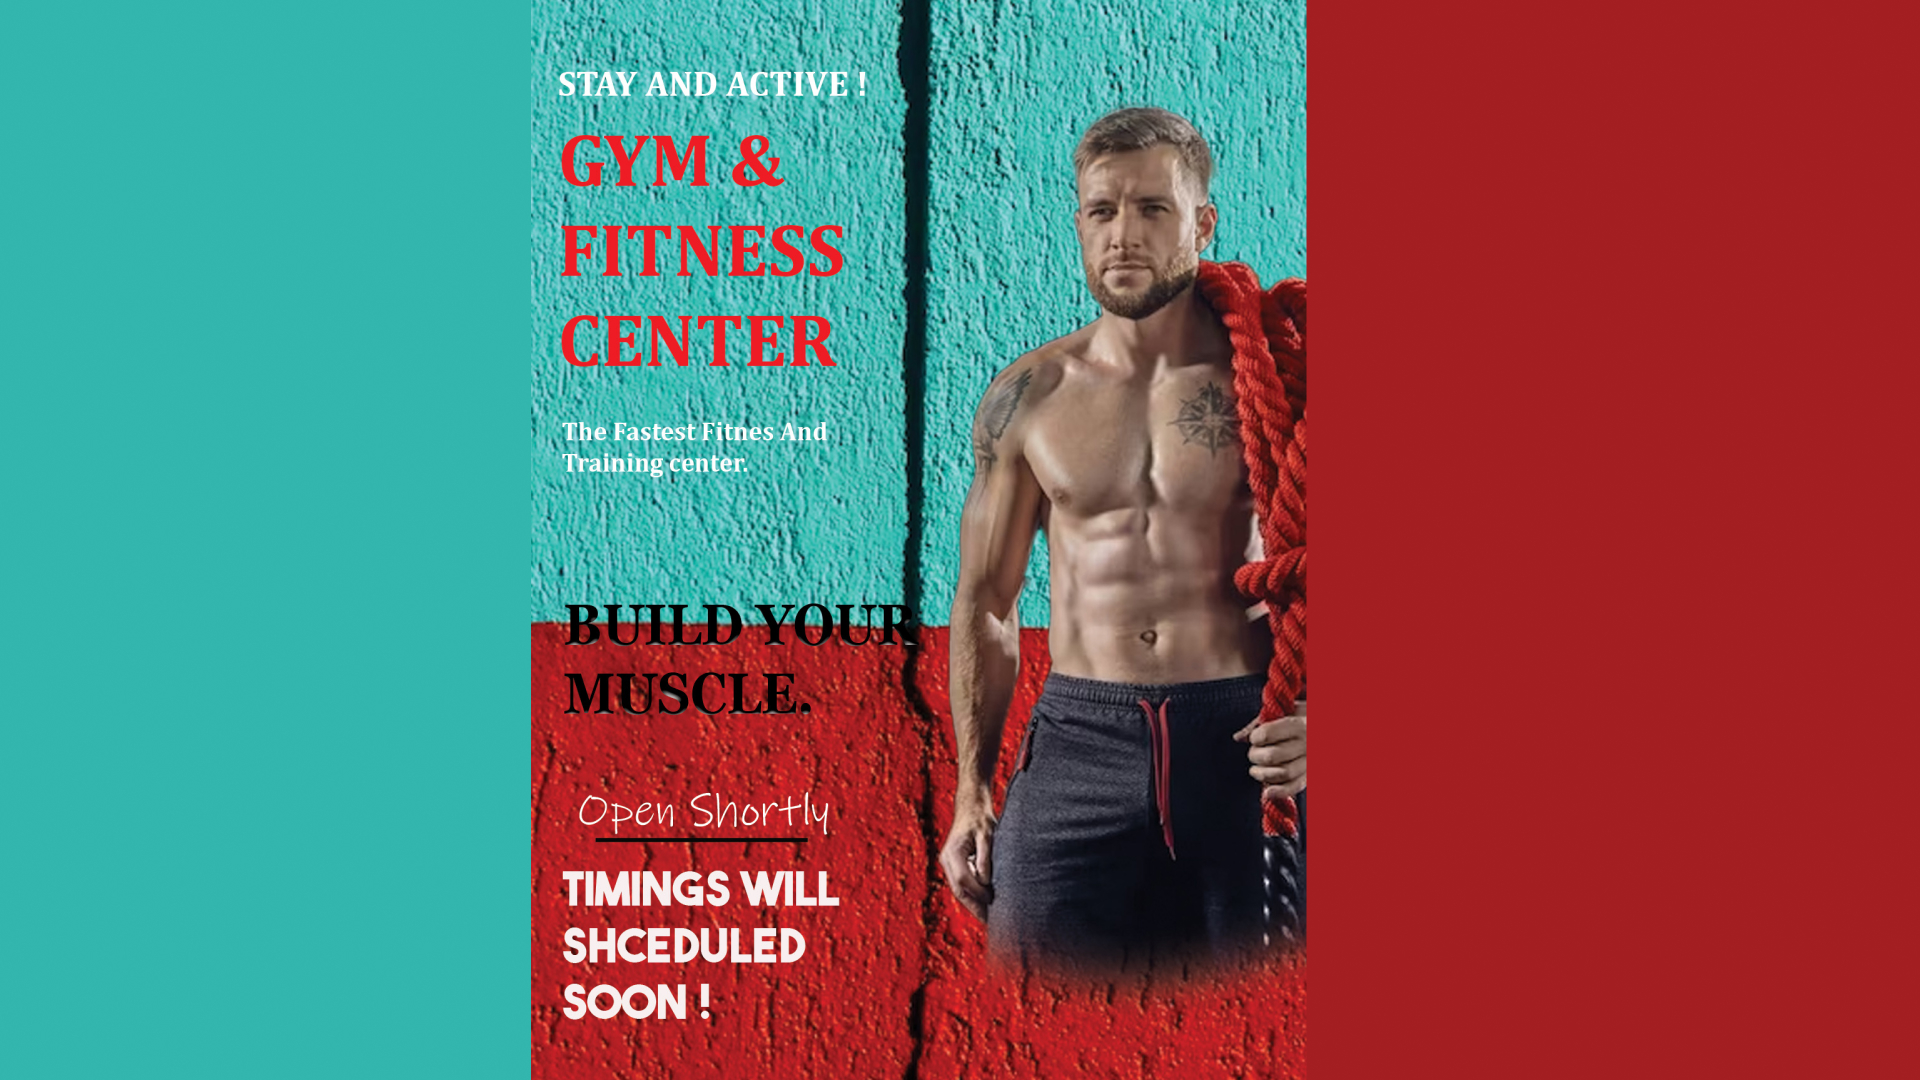 STAY AND ACTIVE !
GYM &
FITNESS
CENTER
The Fastest Fitnes And
Training center.
BUILD YOUR
MUSCLE.
Open Shortly
TIMINGS WILL
SHCEDULED
SOON !